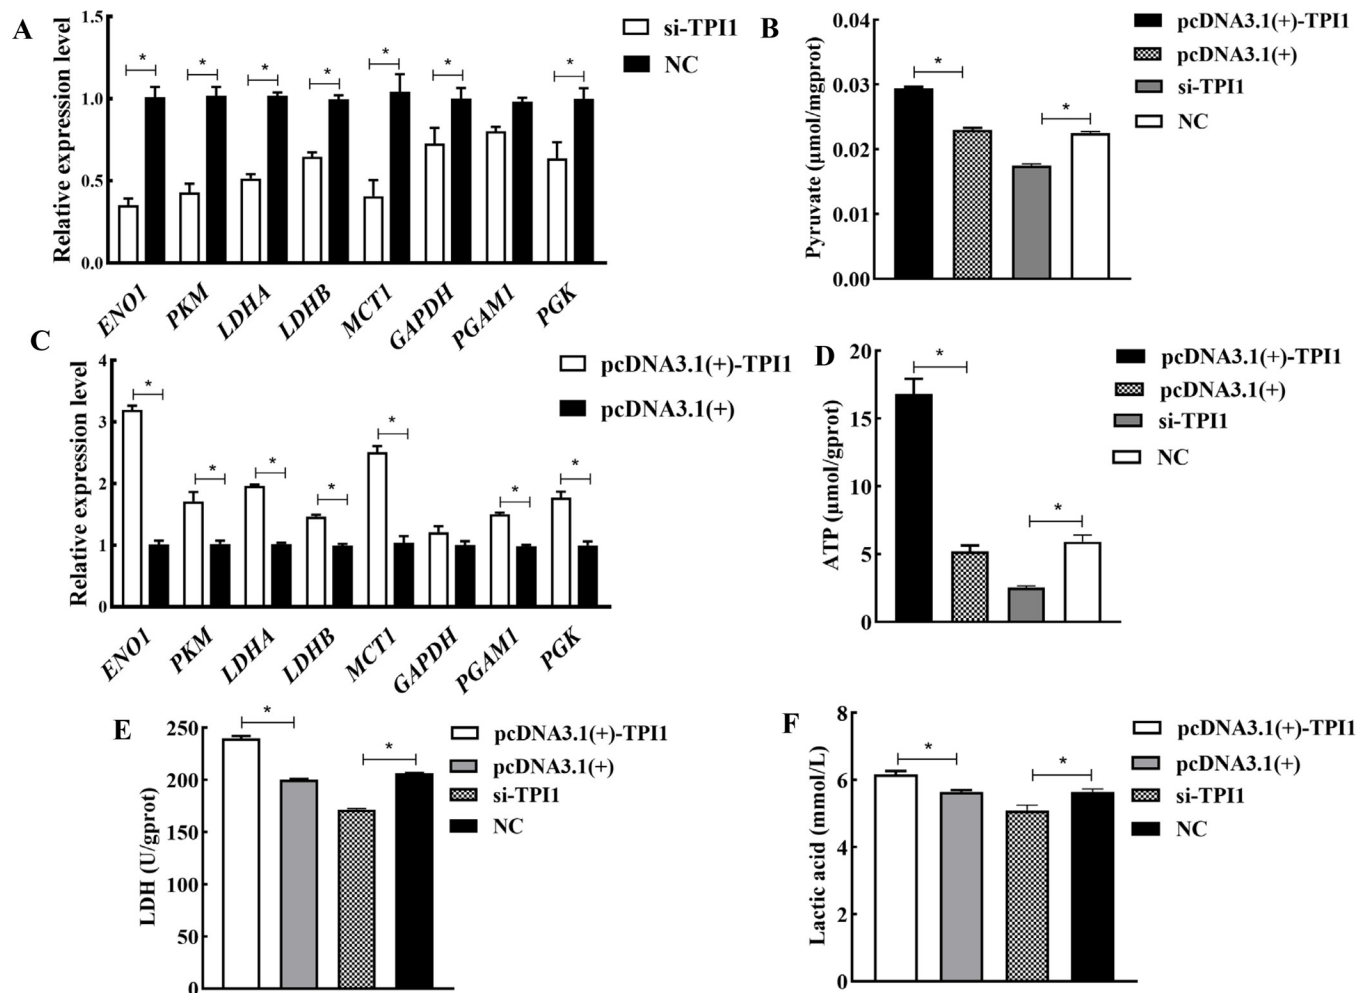 A
Relative expression level
1.5
1.0
0.5
0.0
* * * * * * *
si-TPI1
NC
ENO1 PKM LDHA LDHB MCT1 GAPDH PGAM1 PGK
B
Pyruvate (μmol/mgprot)
0.04
0.03
0.02
0.01
0.00
* *
pcDNA3.1(+)-TPI1
pcDNA3.1(+)
si-TPI1
NC
C
Relative expression level
4
3
2
1
0
* * * * * * *
pcDNA3.1(+)-TPI1
pcDNA3.1(+)
ENO1 PKM LDHA LDHB MCT1 GAPDH PGAM1 PGK
D
ATP (μmol/gprot)
20
15
10
5
0
* *
pcDNA3.1(+)-TPI1
pcDNA3.1(+)
si-TPI1
NC
E
LDH (U/gprot)
250
200
150
100
50
0
* *
pcDNA3.1(+)-TPI1
pcDNA3.1(+)
si-TPI1
NC
F
Lactic acid (mmol/L)
8
6
4
2
0
* *
pcDNA3.1(+)-TPI1
pcDNA3.1(+)
si-TPI1
NC